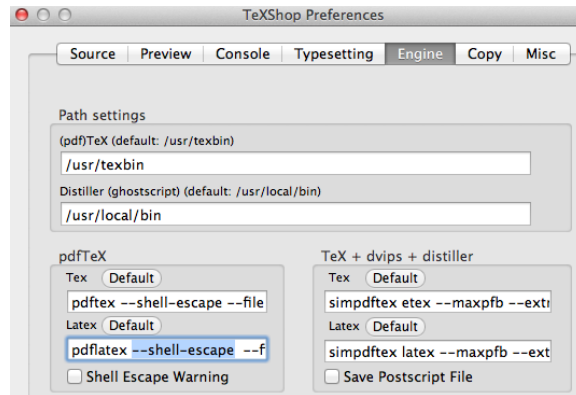 TeXShop Preferences
Source Preview Console Typesetting Engine Copy Misc
Path settings
(pdf)TeX (default: /usr/texbin)
/usr/texbin
Distiller (ghostscript) (default: /usr/local/bin)
/usr/local/bin
pdfTeX
Tex Default
pdftex --shell-escape --file
Latex Default
pdflatex --shell-escape --f
Shell Escape Warning
TeX + dvips + distiller
Tex Default
simpdftex etex --maxpfb --extr
Latex Default
simpdftex latex --maxpfb --ext
Save Postscript File